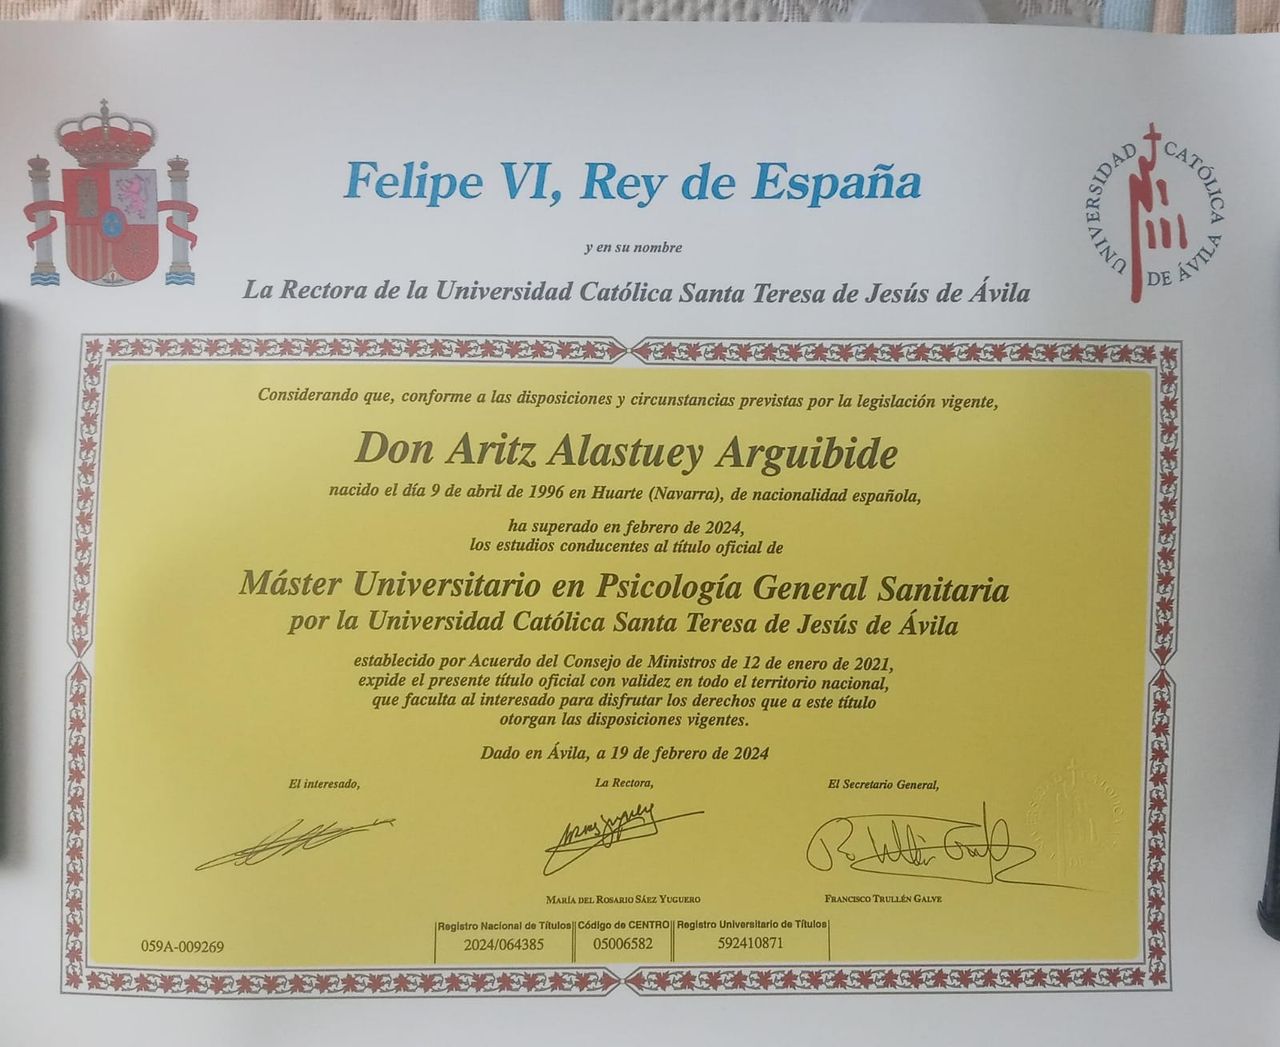 Felipe VI, Rey de España
UNIVERSIDAD CATÓLICA DE ÁVILA
y en su nombre
La Rectora de la Universidad Católica Santa Teresa de Jesús de Ávila
Considerando que, conforme a las disposiciones y circunstancias previstas por la legislación vigente,
Don Aritz Alastuey Arguibide
nacido el día 9 de abril de 1996 en Huarte (Navarra), de nacionalidad española,
ha superado en febrero de 2024,
los estudios conducentes al título oficial de
Máster Universitario en Psicología General Sanitaria
por la Universidad Católica Santa Teresa de Jesús de Ávila
establecido por Acuerdo del Consejo de Ministros de 12 de enero de 2021,
expide el presente título oficial con validez en todo el territorio nacional,
que faculta al interesado para disfrutar los derechos que a este título
otorgan las disposiciones vigentes.
Dado en Ávila, a 19 de febrero de 2024
El interesado, La Rectora, El Secretario General,
MARÍA DEL ROSARIO SÁEZ YUGUERO FRANCISCO TRULLÉN GALVE
Registro Nacional de Títulos Código de CENTRO Registro Universitario de Títulos
059A-009269 2024/064385 05006582 592410871